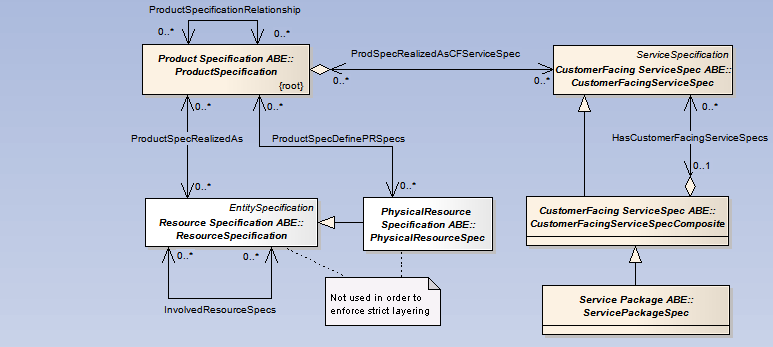 ProductSpecificationRelationship
0..*
0..*
Product Specification ABE::
ProductSpecification
{root}
ProdSpecRealizedAsCFServiceSpec
0..*
0..*
ServiceSpecification
CustomerFacing ServiceSpec ABE::
CustomerFacingServiceSpec
0..*
0..*
0..*
ProductSpecRealizedAs
ProductSpecDefinePRSpecs
HasCustomerFacingServiceSpecs
0..1
0..*
0..*
EntitySpecification
Resource Specification ABE::
ResourceSpecification
PhysicalResource
Specification ABE::
PhysicalResourceSpec
CustomerFacing ServiceSpec ABE::
CustomerFacingServiceSpecComposite
0..*
0..*
InvolvedResourceSpecs
Not used in order to
enforce strict layering
Service Package ABE::
ServicePackageSpec